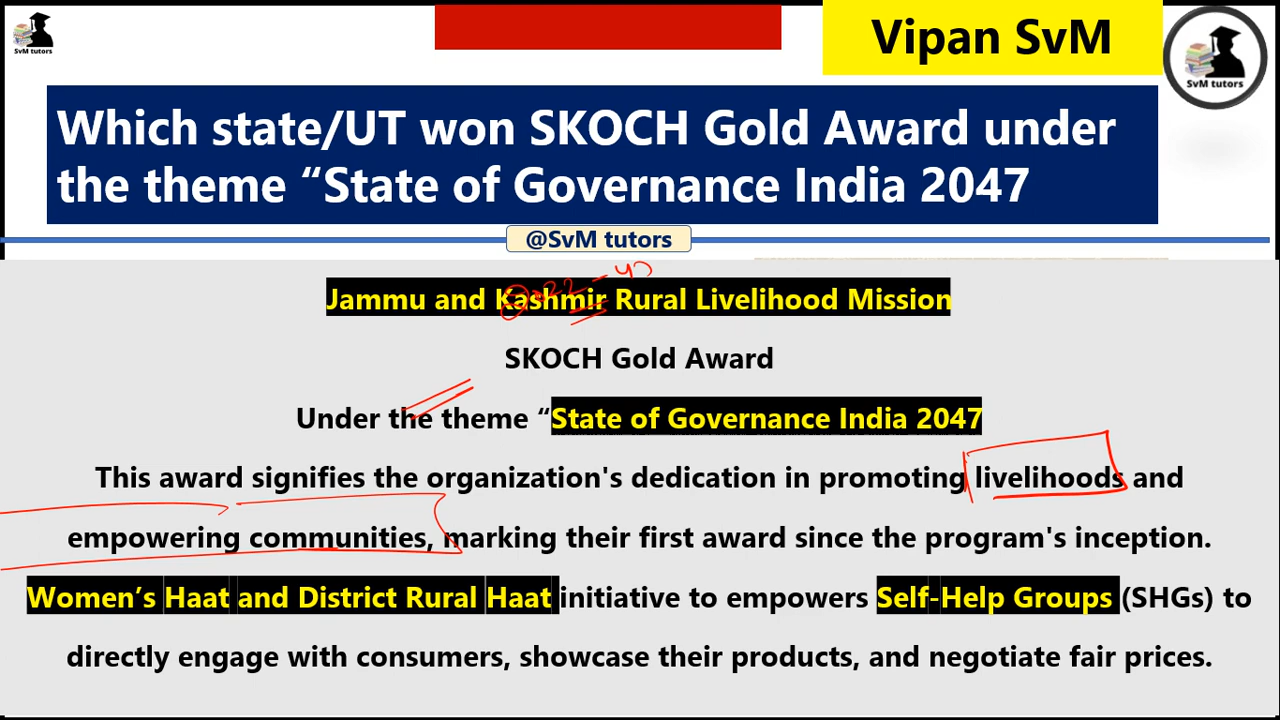 SvM tutors
Vipan SvM
SvM tutors
Which state/UT won SKOCH Gold Award under
the theme “State of Governance India 2047
@SvM tutors
Jammu and Kashmir Rural Livelihood Mission
SKOCH Gold Award
Under the theme “State of Governance India 2047
This award signifies the organization's dedication in promoting livelihoods and
empowering communities, marking their first award since the program's inception.
Women’s Haat and District Rural Haat initiative to empowers Self-Help Groups (SHGs) to
directly engage with consumers, showcase their products, and negotiate fair prices.